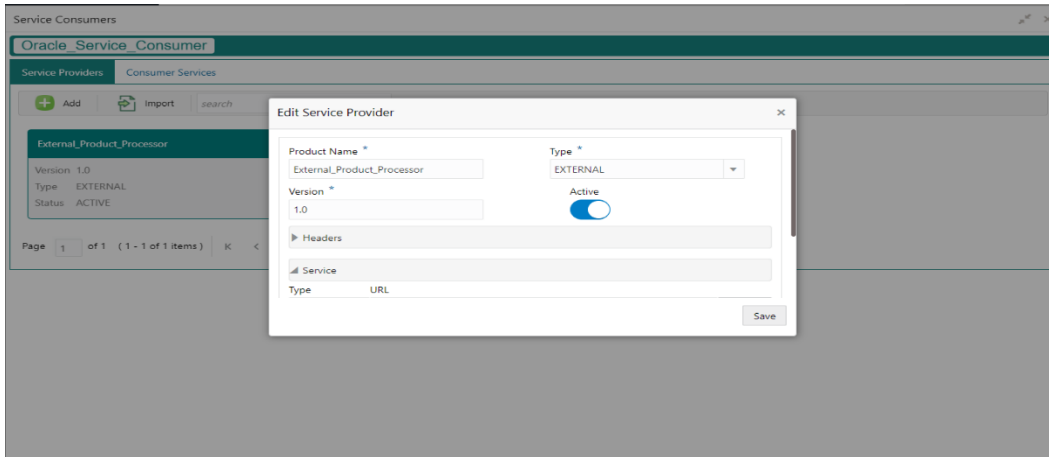 Service Consumers
Oracle_Service_Consumer
Service Providers Consumer Services
Add Import search
External_Product_Processor
Version 1.0
Type EXTERNAL
Status ACTIVE
Page 1 of 1 ( 1 - 1 of 1 items )
Edit Service Provider
Product Name * Type *
External_Product_Processor EXTERNAL
Version * Active
1.0
Headers
Service
Type URL
Save